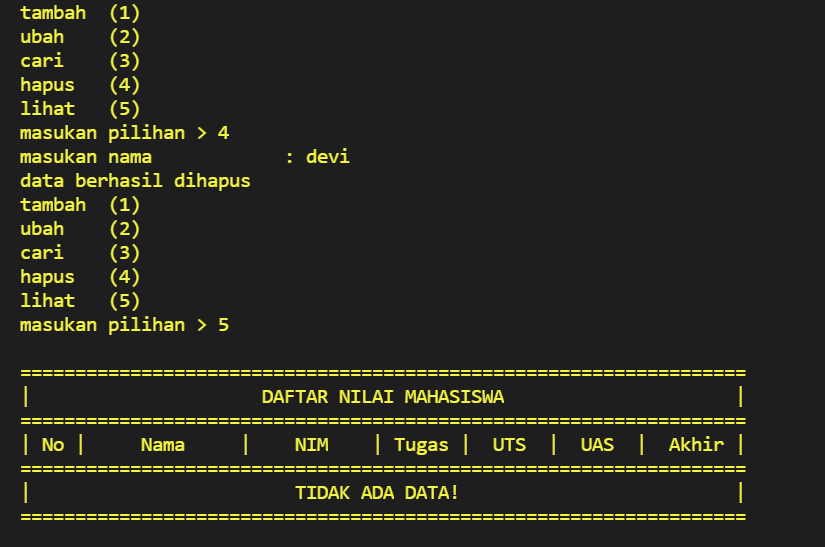 tambah  (1)
ubah    (2)
cari    (3)
hapus   (4)
lihat   (5)
masukan pilihan > 4
masukan nama            : devi
data berhasil dihapus
tambah  (1)
ubah    (2)
cari    (3)
hapus   (4)
lihat   (5)
masukan pilihan > 5
==================================================================
|                     DAFTAR NILAI MAHASISWA                     |
==================================================================
| No |     Nama     |    NIM    | Tugas |  UTS  |  UAS  |  Akhir |
==================================================================
|                        TIDAK ADA DATA!                         |
==================================================================